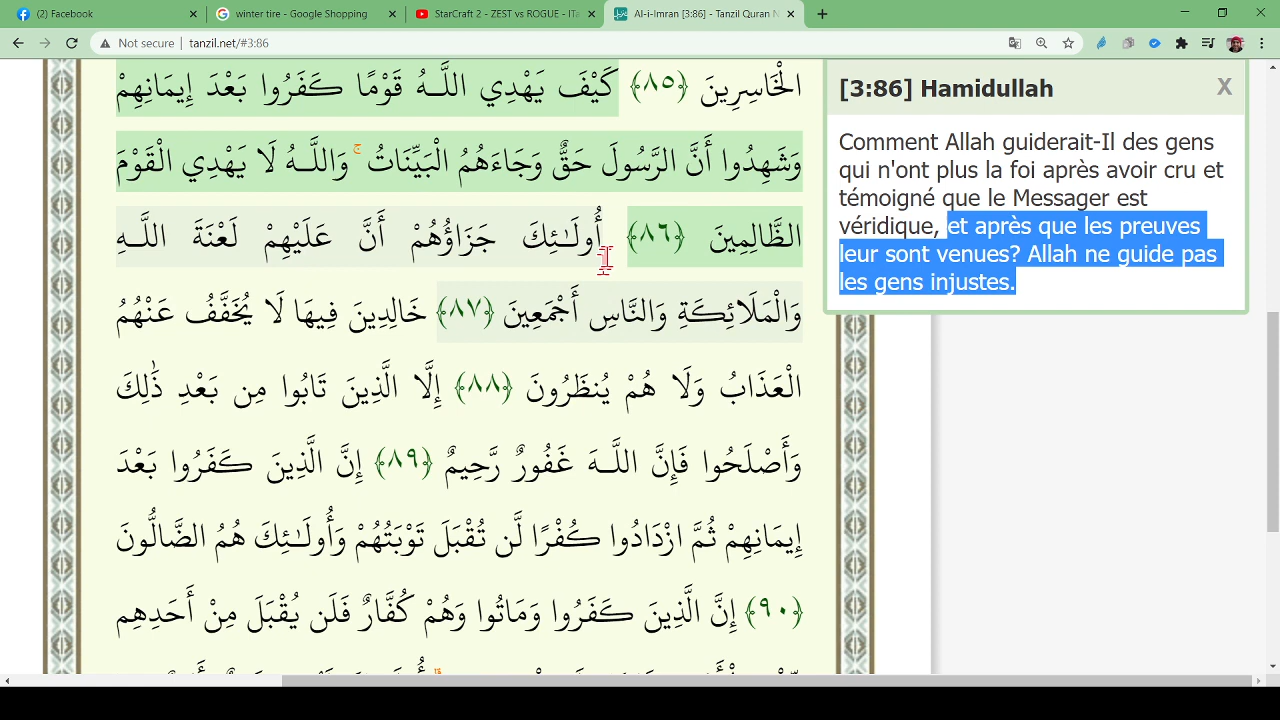 (2) Facebook
winter tire - Google Shopping
StarCraft 2 - ZEST vs ROGUE - ITa
Al-i-Imran [3:86] - Tanzil Quran N
Not secure | tanzil.net/#3:86
الْخَاسِرِينَ ﴿٨٥﴾ كَيْفَ يَهْدِي اللَّـهُ قَوْمًا كَفَرُوا بَعْدَ إِيمَانِهِمْ
وَشَهِدُوا أَنَّ الرَّسُولَ حَقٌّ وَجَاءَهُمُ الْبَيِّنَاتُ ۚ وَاللَّـهُ لَا يَهْدِي الْقَوْمَ
الظَّالِمِينَ ﴿٨٦﴾ أُولَـٰئِكَ جَزَاؤُهُمْ أَنَّ عَلَيْهِمْ لَعْنَةَ اللَّـهِ
وَالْمَلَائِكَةِ وَالنَّاسِ أَجْمَعِينَ ﴿٨٧﴾ خَالِدِينَ فِيهَا لَا يُخَفَّفُ عَنْهُمُ
الْعَذَابُ وَلَا هُمْ يُنظَرُونَ ﴿٨٨﴾ إِلَّا الَّذِينَ تَابُوا مِن بَعْدِ ذَٰلِكَ
وَأَصْلَحُوا فَإِنَّ اللَّـهَ غَفُورٌ رَّحِيمٌ ﴿٨٩﴾ إِنَّ الَّذِينَ كَفَرُوا بَعْدَ
إِيمَانِهِمْ ثُمَّ ازْدَادُوا كُفْرًا لَّن تُقْبَلَ تَوْبَتُهُمْ وَأُولَـٰئِكَ هُمُ الضَّالُّونَ
﴿٩٠﴾ إِنَّ الَّذِينَ كَفَرُوا وَمَاتُوا وَهُمْ كُفَّارٌ فَلَن يُقْبَلَ مِنْ أَحَدِهِم
[3:86] Hamidullah
X
Comment Allah guiderait-Il des gens
qui n'ont plus la foi après avoir cru et
témoigné que le Messager est
véridique, et après que les preuves
leur sont venues? Allah ne guide pas
les gens injustes.